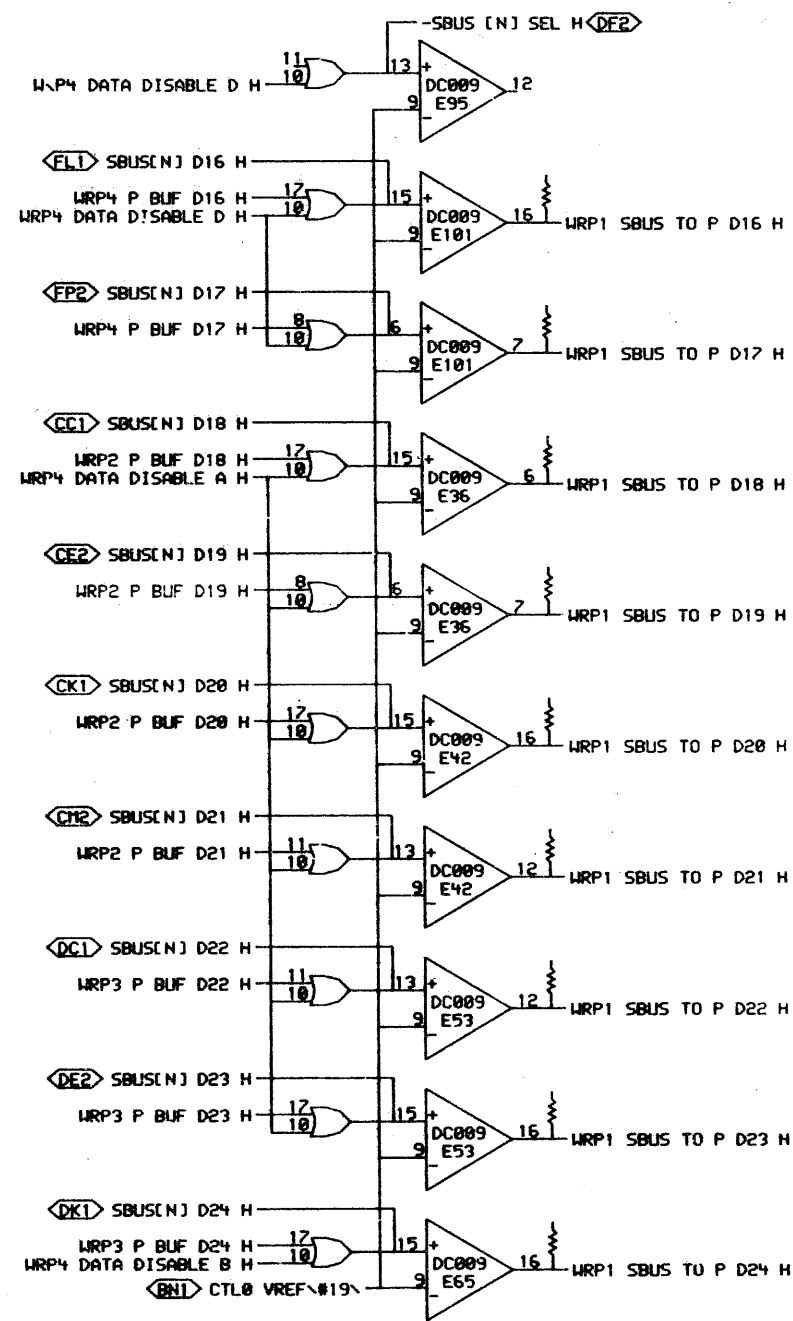 -SBUS [N] SEL H DF2
11
W\P4 DATA DISABLE D H 10
13 +
DC009
E95
12
9 -
FL1 SBUS[N] D16 H
WRP4 P BUF D16 H 17
WRP4 DATA D!SABLE D H 10
15 +
DC009
E101
16 WRP1 SBUS TO P D16 H
9 -
FP2 SBUS[N] D17 H
WRP4 P BUF D17 H 8
10
6 +
DC009
E101
7 WRP1 SBUS TO P D17 H
9 -
CC1 SBUS[N] D18 H
WRP2 P BUF D18 H 17
WRP4 DATA DISABLE A H 10
15 +
DC009
E36
6 WRP1 SBUS TO P D18 H
9 -
CE2 SBUS[N] D19 H
WRP2 P BUF D19 H 8
10
6 +
DC009
E36
7 WRP1 SBUS TO P D19 H
9 -
CK1 SBUS[N] D20 H
WRP2 P BUF D20 H 17
10
15 +
DC009
E42
16 WRP1 SBUS TO P D20 H
9 -
CM2 SBUS[N] D21 H
WRP2 P BUF D21 H 11
10
13 +
DC009
E42
12 WRP1 SBUS TO P D21 H
9 -
DC1 SBUS[N] D22 H
WRP3 P BUF D22 H 11
10
13 +
DC009
E53
12 WRP1 SBUS TO P D22 H
9 -
DE2 SBUS[N] D23 H
WRP3 P BUF D23 H 17
10
15 +
DC009
E53
16 WRP1 SBUS TO P D23 H
9 -
DK1 SBUS[N] D24 H
WRP3 P BUF D24 H 17
WRP4 DATA DISABLE B H 10
15 +
DC009
E65
16 WRP1 SBUS TO P D24 H
BN1 CTL0 VREF\#19\ 9 -